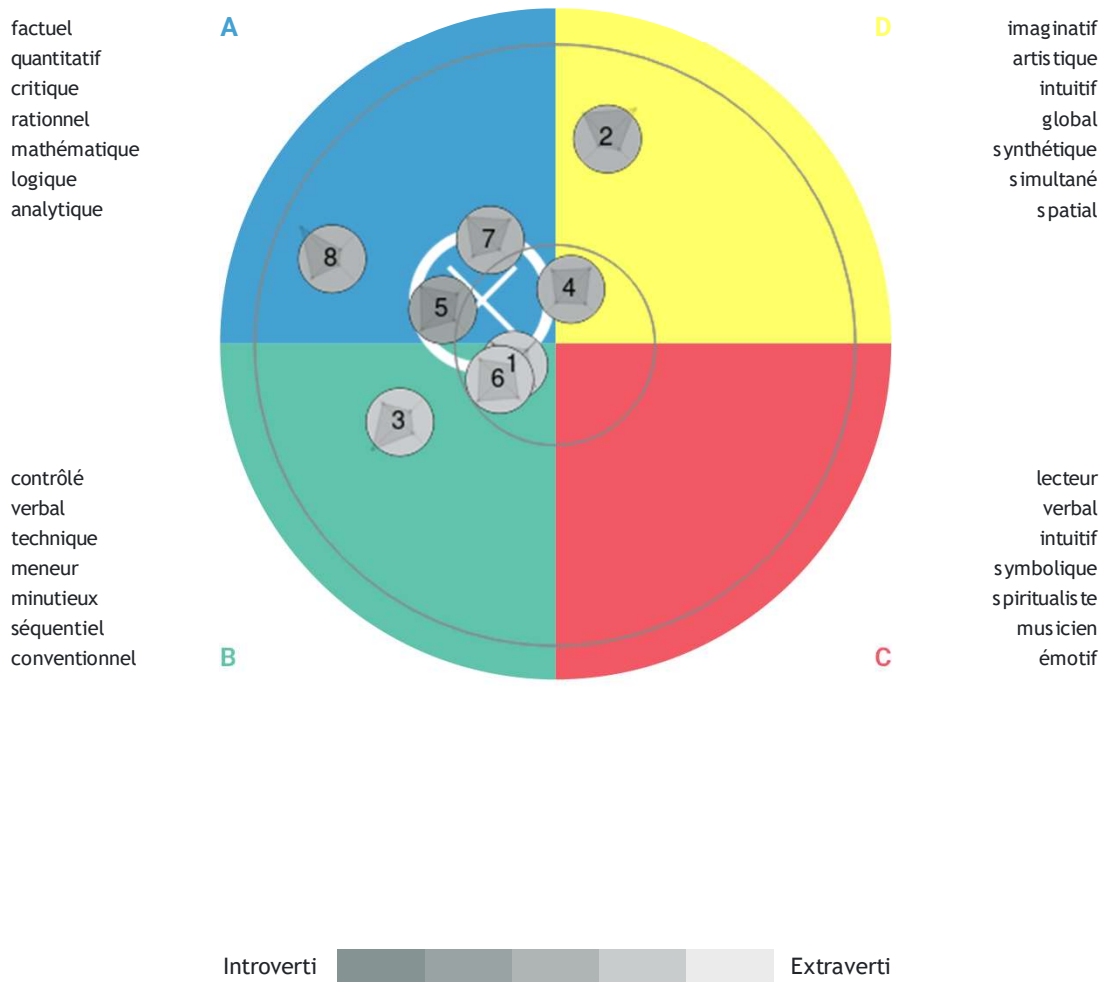 A
factuel
quantitatif
critique
rationnel
mathématique
logique
analytique
D
imaginatif
artistique
intuitif
global
synthétique
simultané
spatial
2
7
8
4
5
1
6
3
contrôlé
verbal
technique
meneur
minutieux
séquentiel
conventionnel
B
lecteur
verbal
intuitif
symbolique
spiritualiste
musicien
émotif
C
Introverti
Extraverti